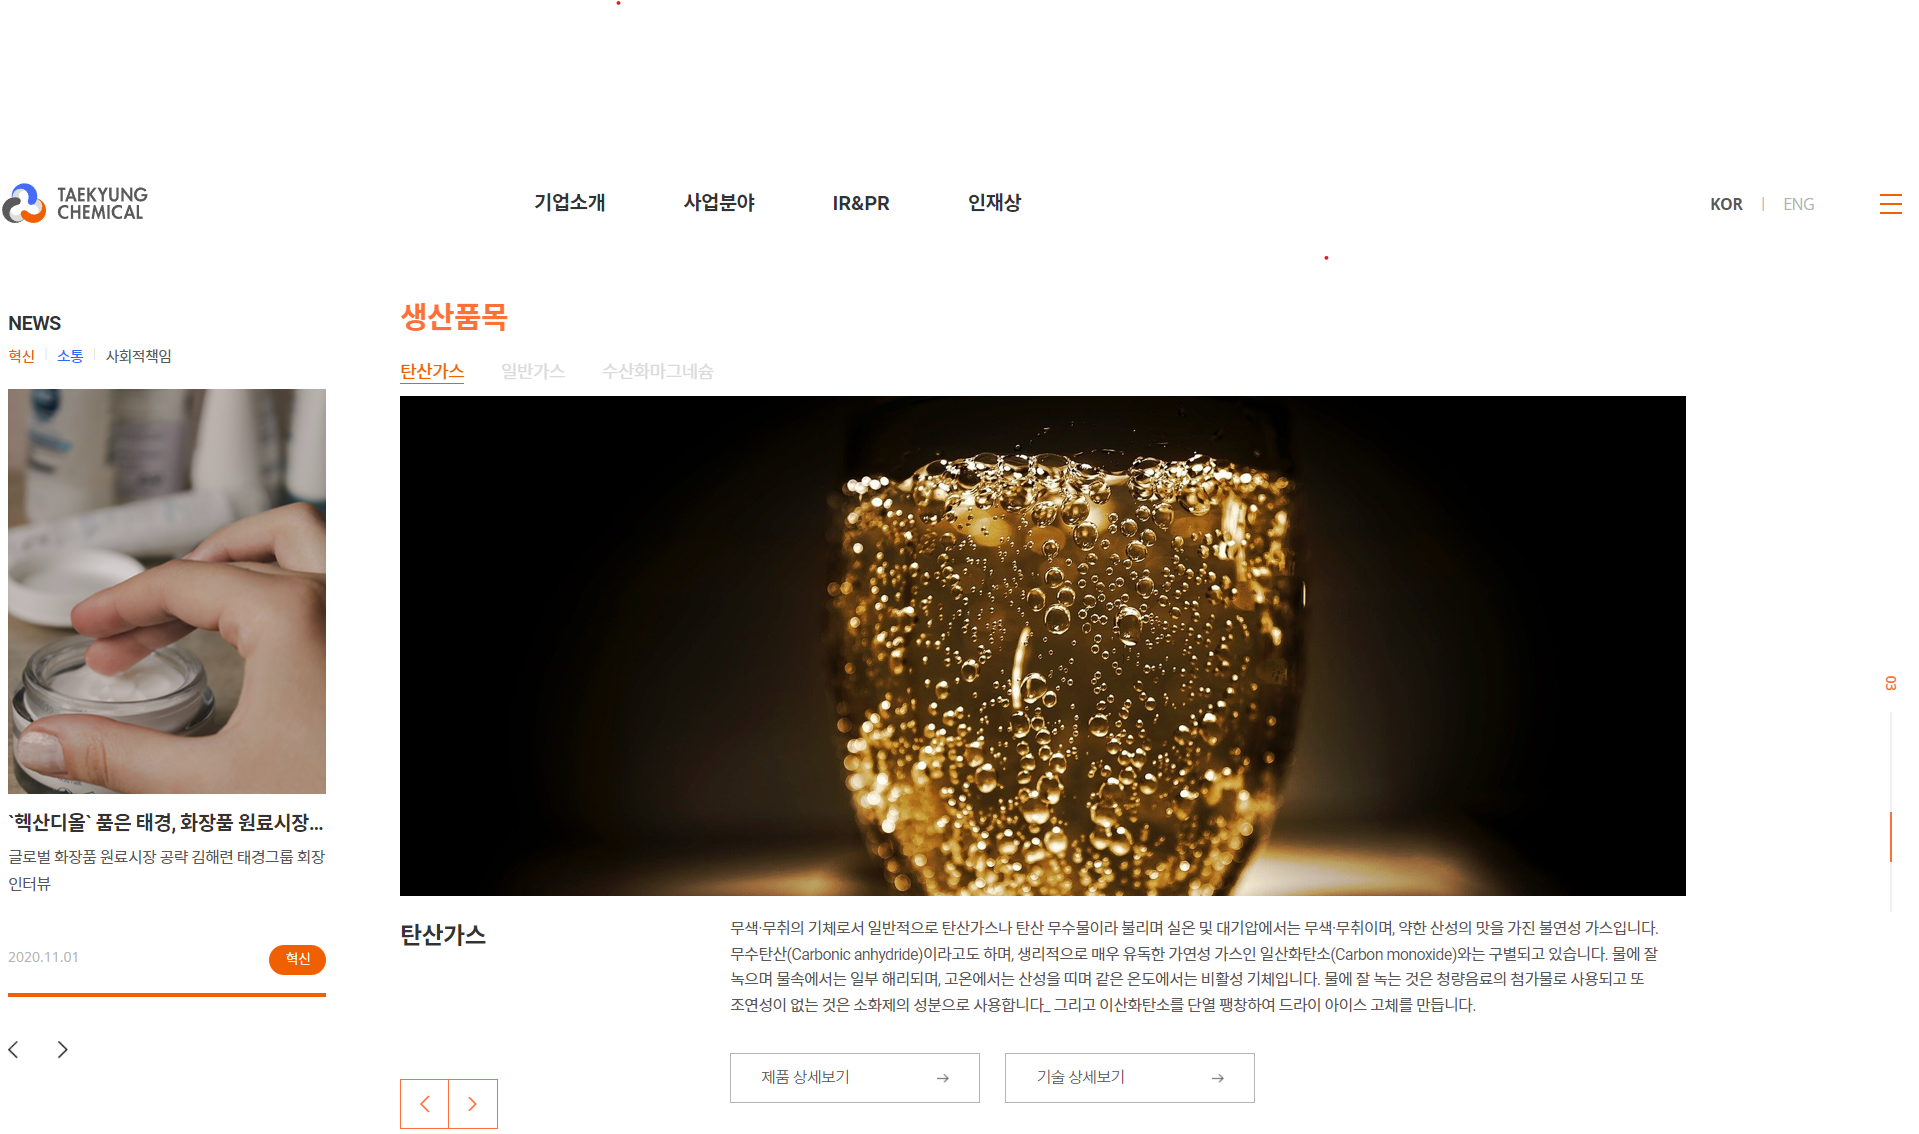 TAEKYUNG
CHEMICAL
기업소개
사업분야
IR&PR
인재상
KOR | ENG
NEWS
혁신 | 소통 | 사회적책임
`헥산디올` 품은 태경, 화장품 원료시장...
글로벌 화장품 원료시장 공략 김해련 태경그룹 회장
인터뷰
2020.11.01
혁신
생산품목
탄산가스
일반가스
수산화마그네슘
탄산가스
무색·무취의 기체로서 일반적으로 탄산가스나 탄산 무수물이라 불리며 실온 및 대기압에서는 무색·무취이며, 약한 산성의 맛을 가진 불연성 가스입니다.
무수탄산(Carbonic anhydride)이라고도 하며, 생리적으로 매우 유독한 가연성 가스인 일산화탄소(Carbon monoxide)와는 구별되고 있습니다. 물에 잘
녹으며 물속에서는 일부 해리되며, 고온에서는 산성을 띠며 같은 온도에서는 비활성 기체입니다. 물에 잘 녹는 것은 청량음료의 첨가물로 사용되고 또
조연성이 없는 것은 소화제의 성분으로 사용합니다_ 그리고 이산화탄소를 단열 팽창하여 드라이 아이스 고체를 만듭니다.
제품 상세보기 →
기술 상세보기 →
03